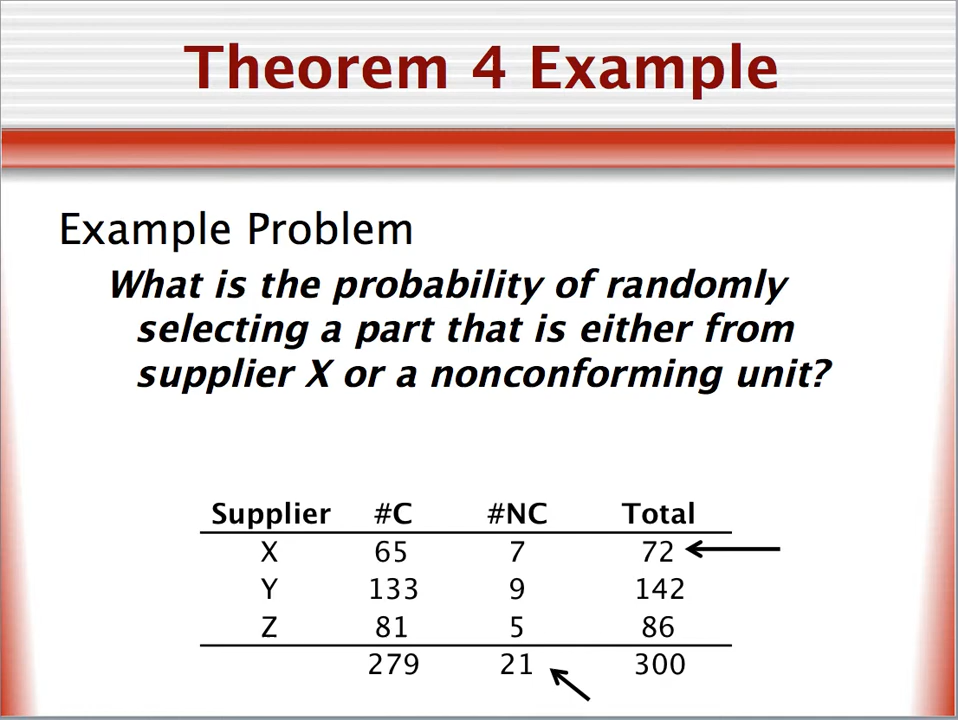 Theorem 4 Example
Example Problem
What is the probability of randomly
selecting a part that is either from
supplier X or a nonconforming unit?
Supplier #C #NC Total
X 65 7 72
Y 133 9 142
Z 81 5 86
279 21 300